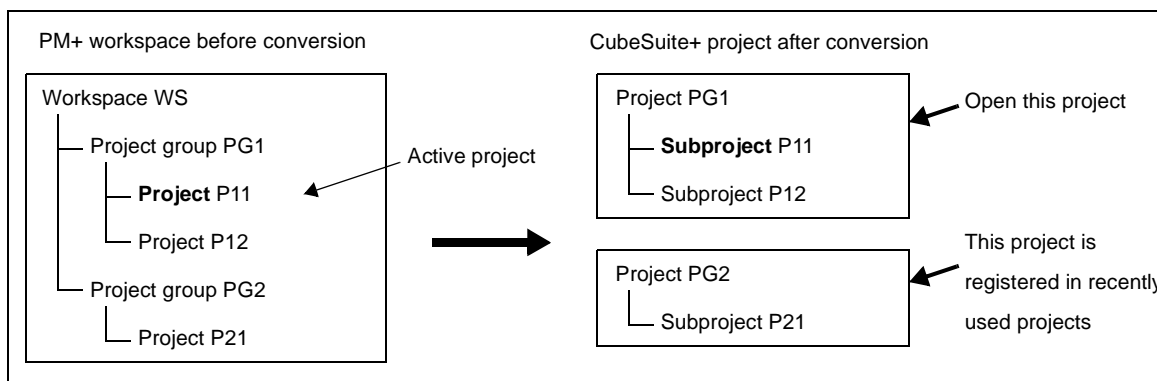 PM+ workspace before conversion
Workspace WS
Project group PG1
Project P11
Project P12
Project group PG2
Project P21
Active project
CubeSuite+ project after conversion
Project PG1
Subproject P11
Subproject P12
Open this project
Project PG2
Subproject P21
This project is
registered in recently
used projects